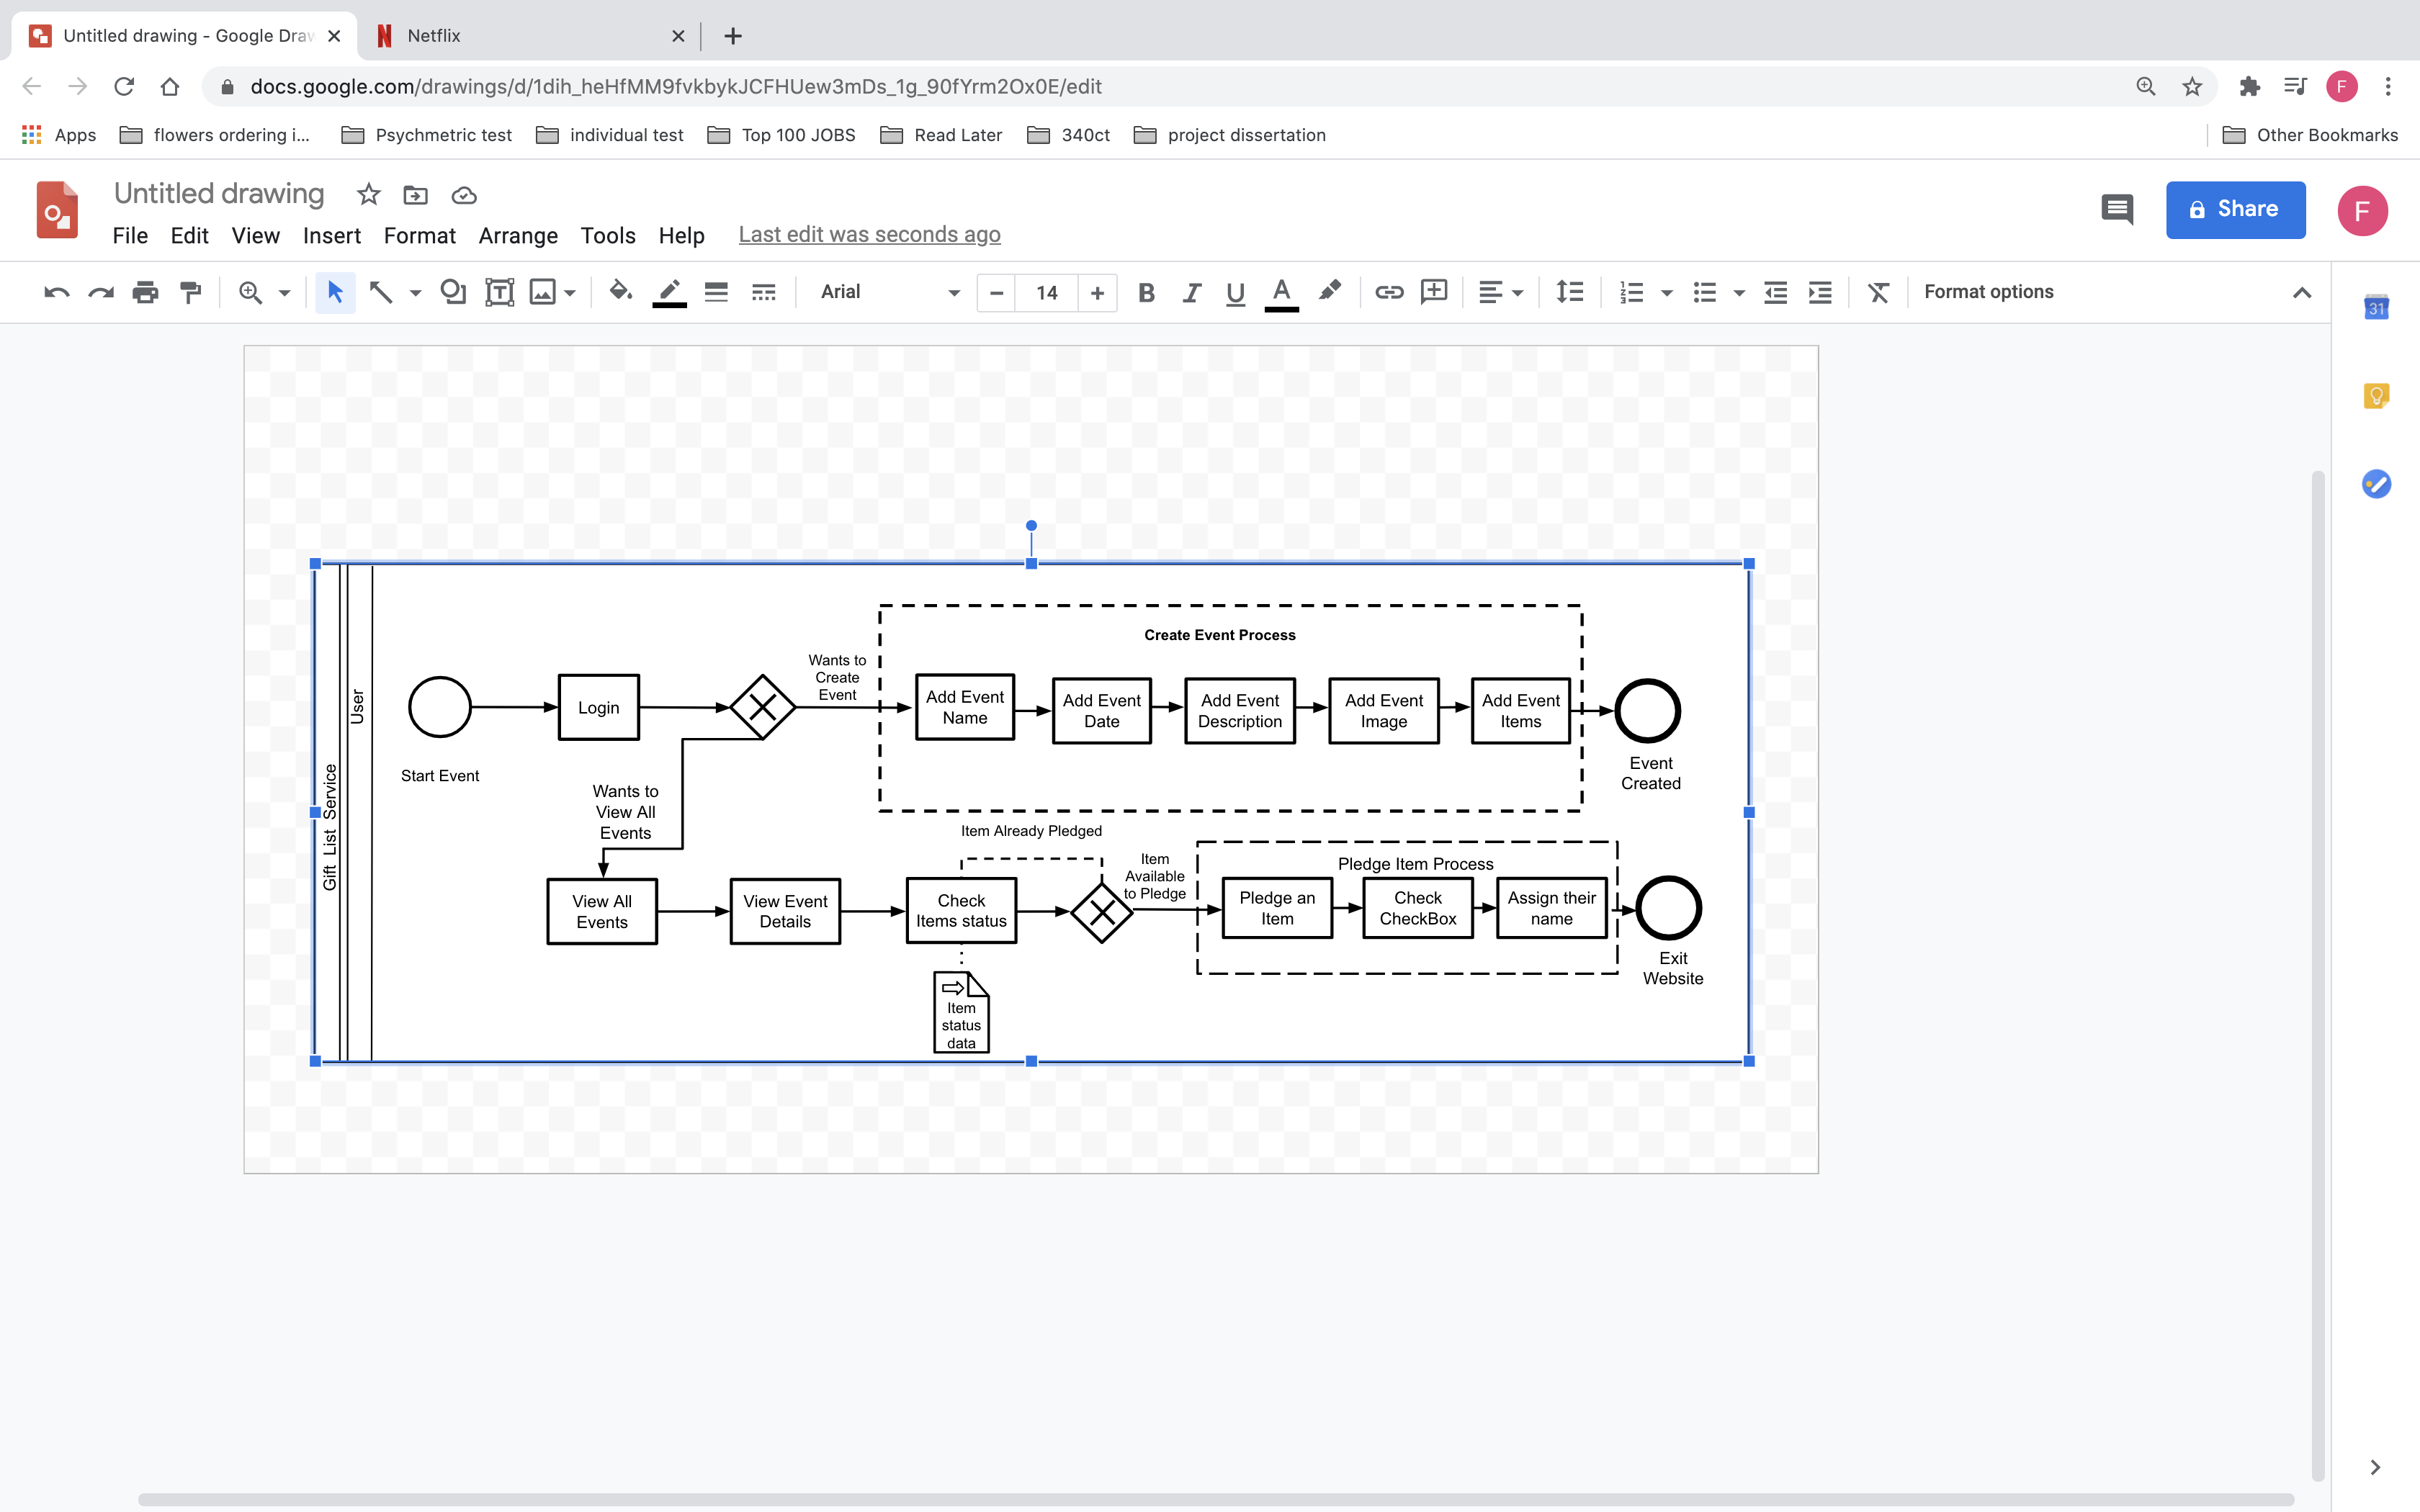 Untitled drawing - Google Draw
Netflix
docs.google.com/drawings/d/1dih_heHfMM9fvkbykJCFHUew3mDs_1g_90fYrm2Ox0E/edit
F
Apps
flowers ordering i...
Psychmetric test
individual test
Top 100 JOBS
Read Later
340ct
project dissertation
Other Bookmarks
Untitled drawing
File Edit View Insert Format Arrange Tools Help Last edit was seconds ago
Share
F
Arial
14
B I U A
Format options
31
Gift List Service
User
Create Event Process
Start Event
Login
Wants to
Create
Event
Add Event
Name
Add Event
Date
Add Event
Description
Add Event
Image
Add Event
Items
Event
Created
Wants to
View All
Events
Item Already Pledged
View All
Events
View Event
Details
Check
Items status
Item
Available
to Pledge
Pledge Item Process
Pledge an
Item
Check
CheckBox
Assign their
name
Exit
Website
Item
status
data